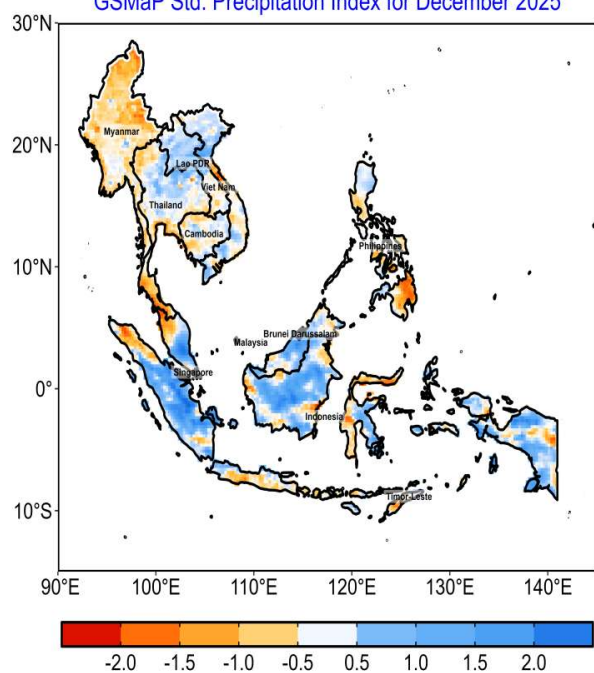 GSMaP Std. Precipitation Index for December 2025
30°N
20°N
10°N
0°
10°S
Myanmar
Lao PDR
Viet Nam
Thailand
Cambodia
Philippines
Brunei Darussalam
Malaysia
Singapore
Indonesia
Timor-Leste
90°E 100°E 110°E 120°E 130°E 140°E
-2.0 -1.5 -1.0 -0.5 0.5 1.0 1.5 2.0